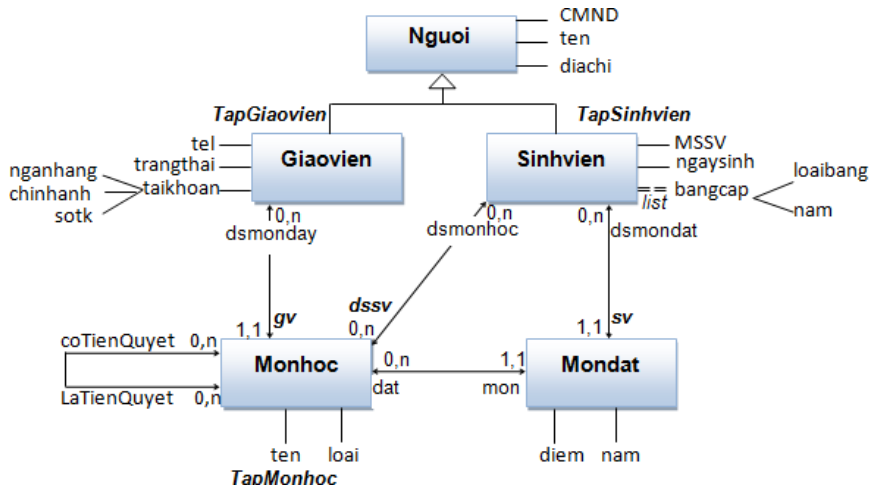 CMND
Nguoi
ten
diachi
TapGiaovien
TapSinhvien
tel
Giaovien
Sinhvien
MSSV
trangthai
ngaysinh
loaibang
nganhang
chinhanh
taikhoan
bangcap
list
sotk
nam
0,n
0,n
0,n
dsmonday
dsmonhoc
dsmondat
gv
dssv
sv
1,1
0,n
1,1
coTienQuyet
0,n
Monhoc
0,n
1,1
Mondat
dat
mon
LaTienQuyet
0,n
ten
loai
diem
nam
TapMonhoc